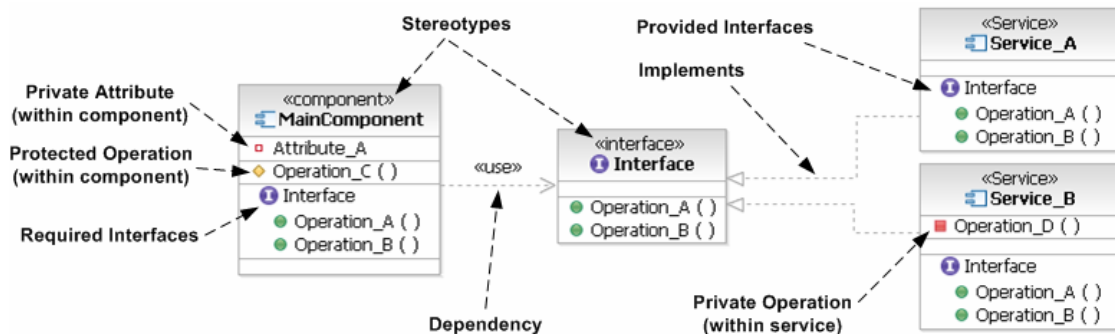 Stereotypes
Private Attribute
(within component)
Protected Operation
(within component)
Required Interfaces
«component»
MainComponent
Attribute_A
Operation_C ( )
Interface
Operation_A ( )
Operation_B ( )
«use»
Dependency
«interface»
Interface
Operation_A ( )
Operation_B ( )
Provided Interfaces
Implements
«Service»
Service_A
Interface
Operation_A ( )
Operation_B ( )
«Service»
Service_B
Operation_D ( )
Interface
Operation_A ( )
Operation_B ( )
Private Operation
(within service)